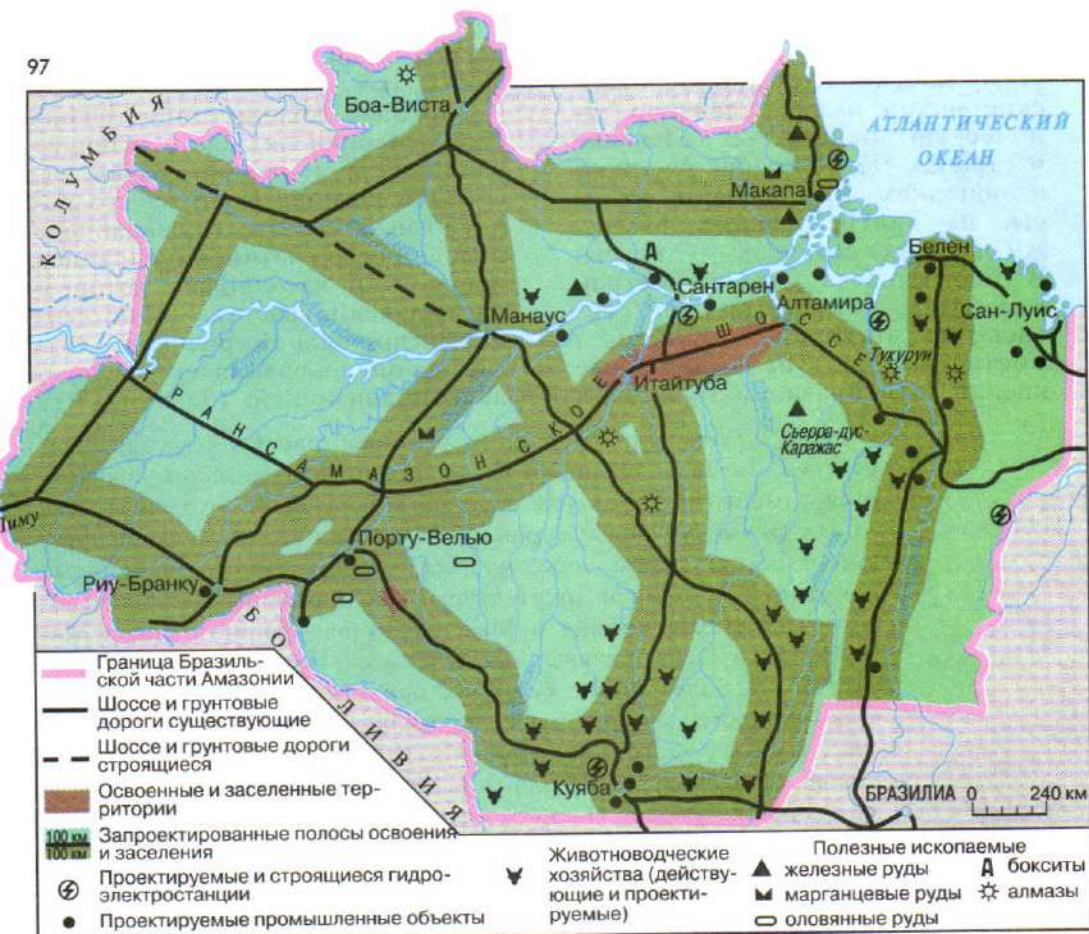 97
КОЛУМБИЯ
Боа-Виста
АТЛАНТИЧЕСКИЙ
ОКЕАН
Макапа
Белен
Сантарен
Манаус
Алтамира
Сан-Луис
Амазонка
Тукуруи
Итайтуба
ТРАНСАМАЗОНСКОЕ ШОССЕ
Сьерра-дус-
Каражас
Лиму
Порту-Велью
Риу-Бранку
БОЛИВИЯ
Куяба
БРАЗИЛИА
0 240 км
Граница Бразиль-
ской части Амазонии
Шоссе и грунтовые
дороги существующие
Шоссе и грунтовые дороги
строящиеся
Освоенные и заселенные тер-
ритории
100 км
100 км
Запроектированные полосы освоения
и заселения
Проектируемые и строящиеся гидро-
электростанции
Проектируемые промышленные объекты
Животноводческие
хозяйства (действу-
ющие и проекти-
руемые)
Полезные ископаемые
железные руды
марганцевые руды
оловянные руды
бокситы
алмазы